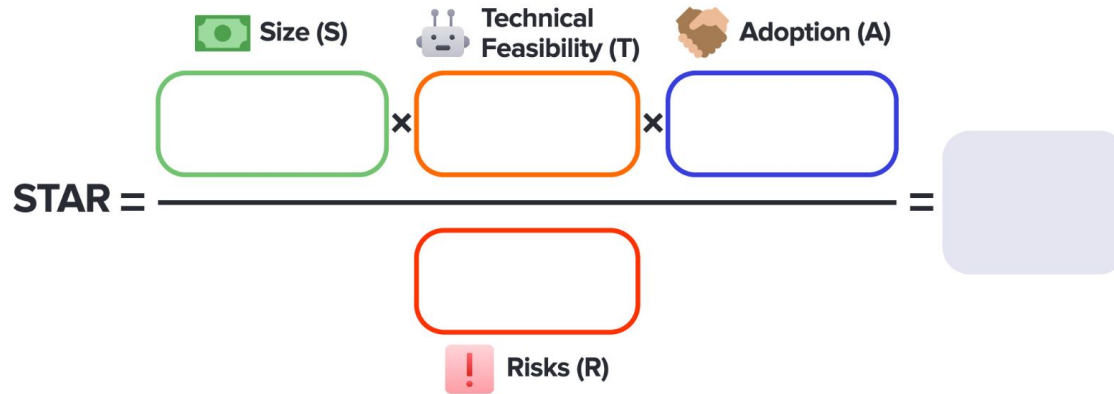 Size (S)
Technical
Feasibility (T)
Adoption (A)
× ×
STAR = =
Risks (R)